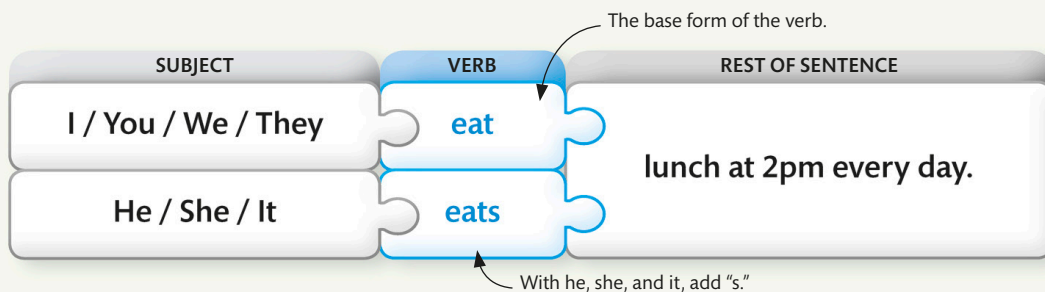 The base form of the verb.
SUBJECT VERB REST OF SENTENCE
I / You / We / They eat
lunch at 2pm every day.
He / She / It eats
With he, she, and it, add “s.”